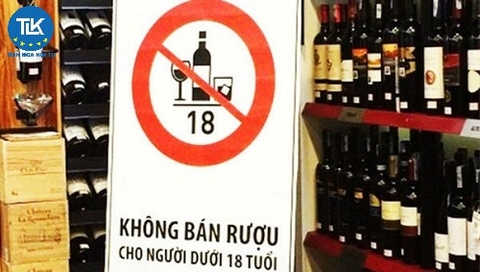 TLK
18
KHÔNG BÁN RƯỢU
CHO NGƯỜI DƯỚI 18 TUỔI